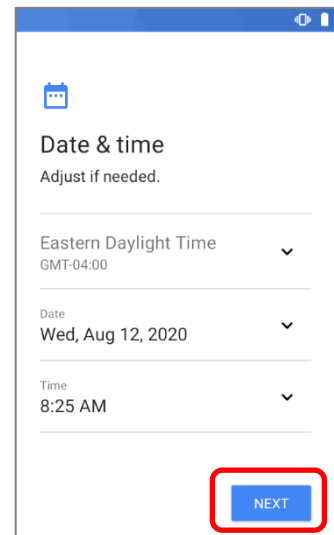 Date & time
Adjust if needed.
Eastern Daylight Time
GMT-04:00
Date
Wed, Aug 12, 2020
Time
8:25 AM
NEXT